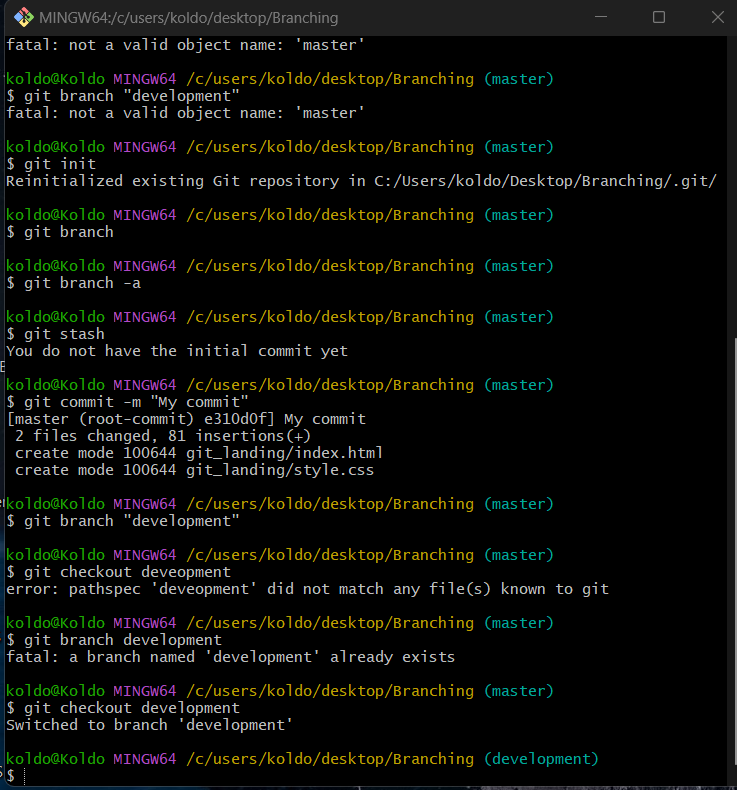 MINGW64:/c/users/koldo/desktop/Branching
fatal: not a valid object name: 'master'
koldo@Koldo MINGW64 /c/users/koldo/desktop/Branching (master)
$ git branch "development"
fatal: not a valid object name: 'master'
koldo@Koldo MINGW64 /c/users/koldo/desktop/Branching (master)
$ git init
Reinitialized existing Git repository in C:/Users/koldo/Desktop/Branching/.git/
koldo@Koldo MINGW64 /c/users/koldo/desktop/Branching (master)
$ git branch
koldo@Koldo MINGW64 /c/users/koldo/desktop/Branching (master)
$ git branch -a
koldo@Koldo MINGW64 /c/users/koldo/desktop/Branching (master)
$ git stash
You do not have the initial commit yet
koldo@Koldo MINGW64 /c/users/koldo/desktop/Branching (master)
$ git commit -m "My commit"
[master (root-commit) e310d0f] My commit
2 files changed, 81 insertions(+)
create mode 100644 git_landing/index.html
create mode 100644 git_landing/style.css
koldo@Koldo MINGW64 /c/users/koldo/desktop/Branching (master)
$ git branch "development"
koldo@Koldo MINGW64 /c/users/koldo/desktop/Branching (master)
$ git checkout deveopment
error: pathspec 'deveopment' did not match any file(s) known to git
koldo@Koldo MINGW64 /c/users/koldo/desktop/Branching (master)
$ git branch development
fatal: a branch named 'development' already exists
koldo@Koldo MINGW64 /c/users/koldo/desktop/Branching (master)
$ git checkout development
Switched to branch 'development'
koldo@Koldo MINGW64 /c/users/koldo/desktop/Branching (development)
$